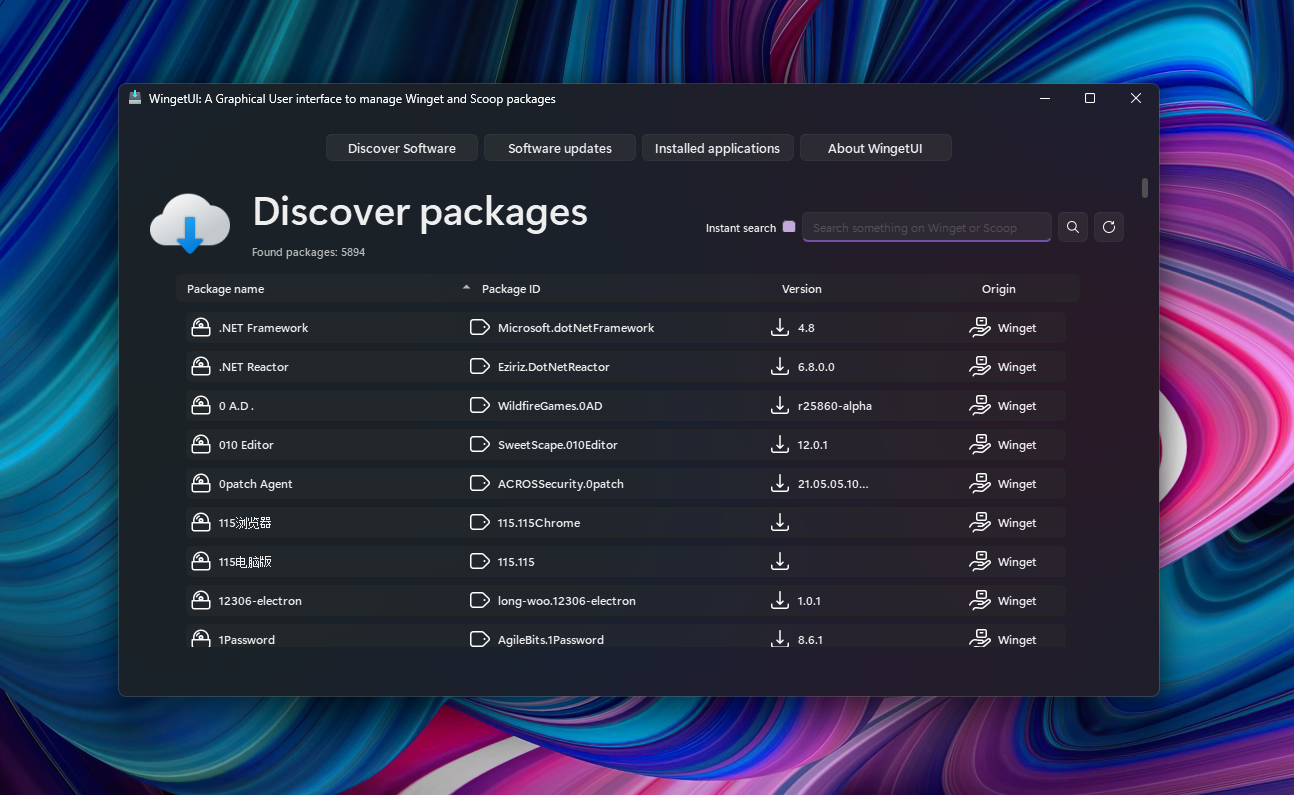 WingetUI: A Graphical User interface to manage Winget and Scoop packages
Discover Software Software updates Installed applications About WingetUI
Discover packages
Instant search Search something on Winget or Scoop
Found packages: 5894
Package name Package ID Version Origin
.NET Framework Microsoft.dotNetFramework 4.8 Winget
.NET Reactor Eziriz.DotNetReactor 6.8.0.0 Winget
0 A.D. WildfireGames.0AD r25860-alpha Winget
010 Editor SweetScape.010Editor 12.0.1 Winget
0patch Agent ACROSSecurity.0patch 21.05.05.10... Winget
115浏览器 115.115Chrome Winget
115电脑版 115.115 Winget
12306-electron long-woo.12306-electron 1.0.1 Winget
1Password AgileBits.1Password 8.6.1 Winget